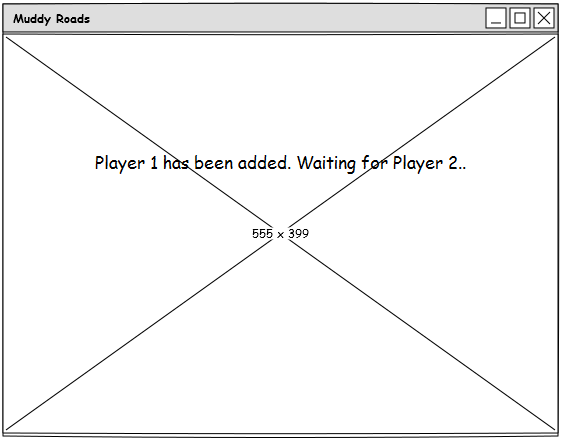 Muddy Roads
Player 1 has been added. Waiting for Player 2..
555 x 399